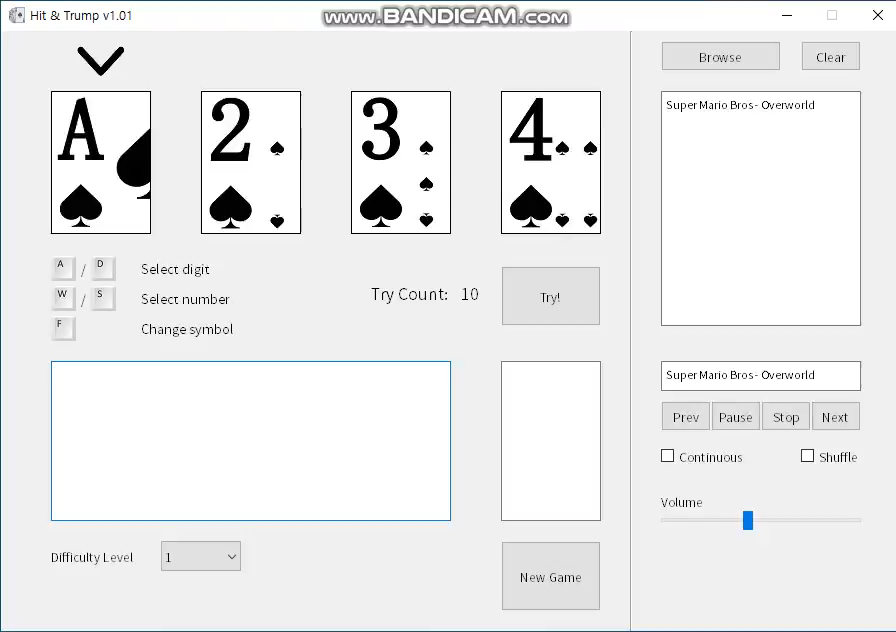 Hit & Trump v1.01
www.BANDICAM.com
A
2
3
4
A / D Select digit
W / S Select number
F Change symbol
Try Count: 10
Try!
Difficulty Level
1
New Game
Browse
Clear
Super Mario Bros - Overworld
Super Mario Bros - Overworld
Prev
Pause
Stop
Next
Continuous
Shuffle
Volume